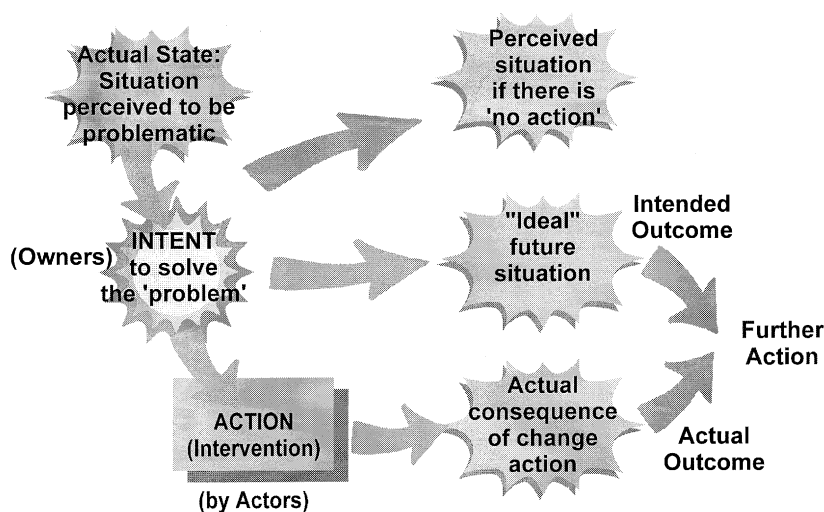 Actual State:
Situation
perceived to be
problematic
Perceived
situation
if there is
'no action'
(Owners)
INTENT
to solve
the 'problem'
"Ideal"
future
situation
Intended
Outcome
Further
Action
ACTION
(Intervention)
(by Actors)
Actual
consequence
of change
action
Actual
Outcome